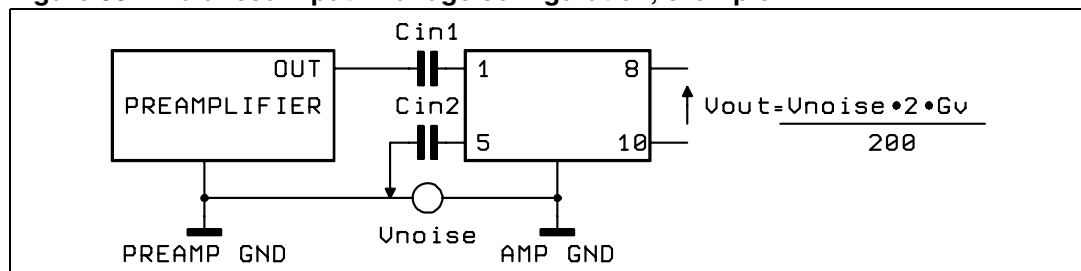 Cin1
OUT
1
8
PREAMPLIFIER
Cin2
Vout=Vnoise•2•Gv
200
5
10
Vnoise
PREAMP GND
AMP GND